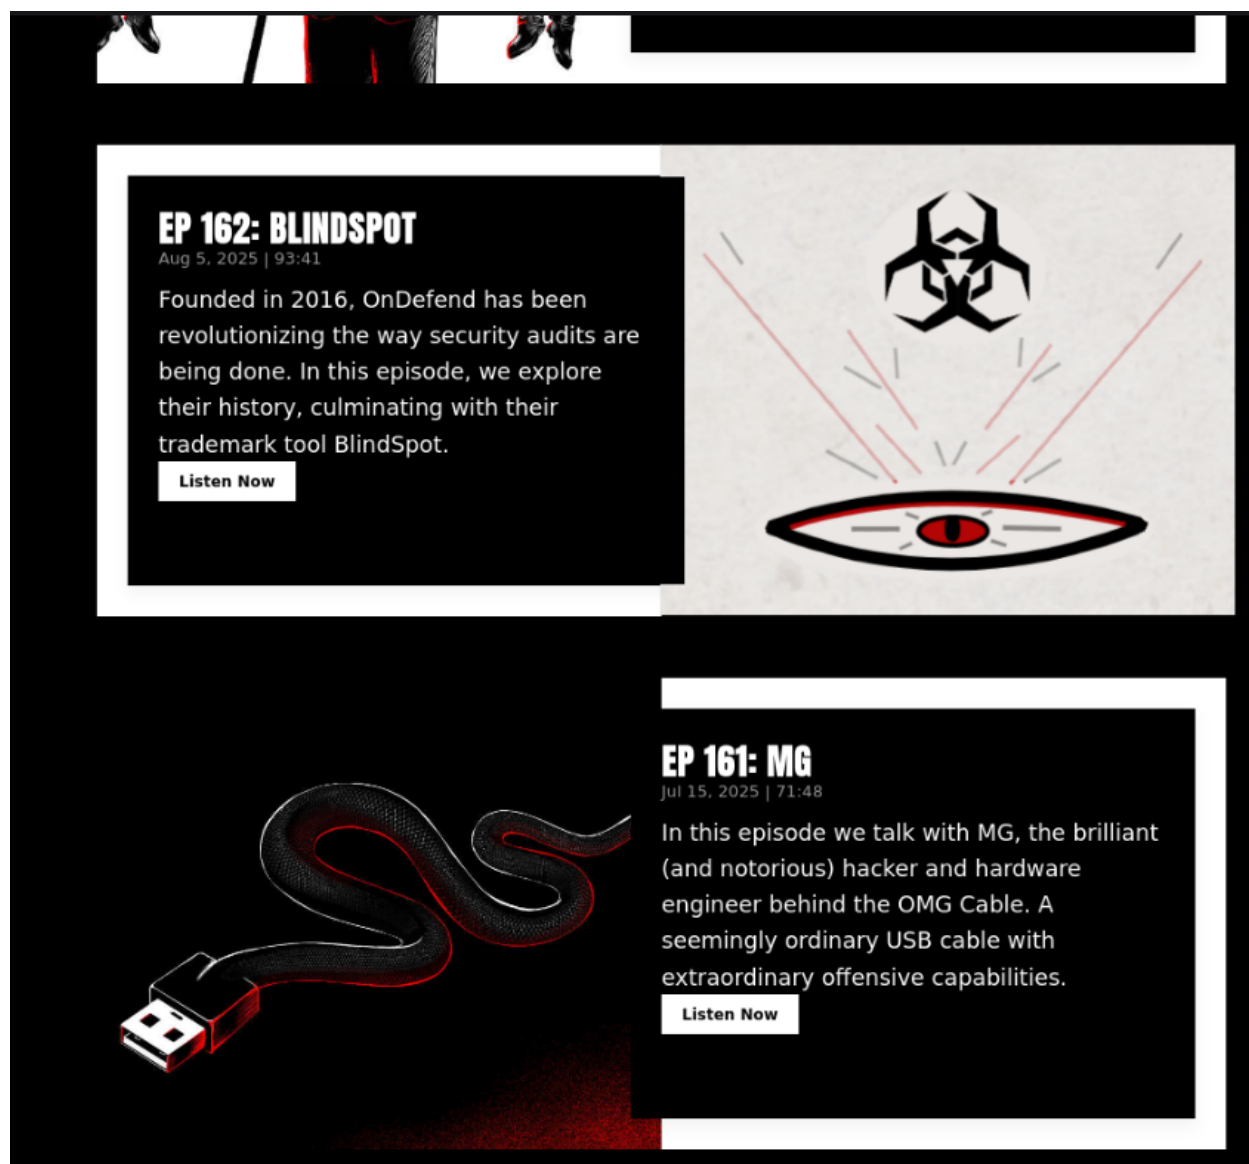 EP 162: BLINDSPOT
Aug 5, 2025 | 93:41
Founded in 2016, OnDefend has been
revolutionizing the way security audits are
being done. In this episode, we explore
their history, culminating with their
trademark tool BlindSpot.
Listen Now
EP 161: MG
Jul 15, 2025 | 71:48
In this episode we talk with MG, the brilliant
(and notorious) hacker and hardware
engineer behind the OMG Cable. A
seemingly ordinary USB cable with
extraordinary offensive capabilities.
Listen Now